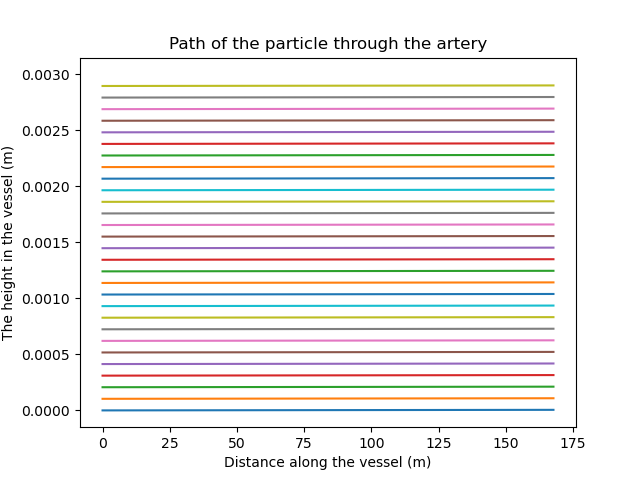 Path of the particle through the artery
The height in the vessel (m)
0.0030
0.0025
0.0020
0.0015
0.0010
0.0005
0.0000
0 25 50 75 100 125 150 175
Distance along the vessel (m)